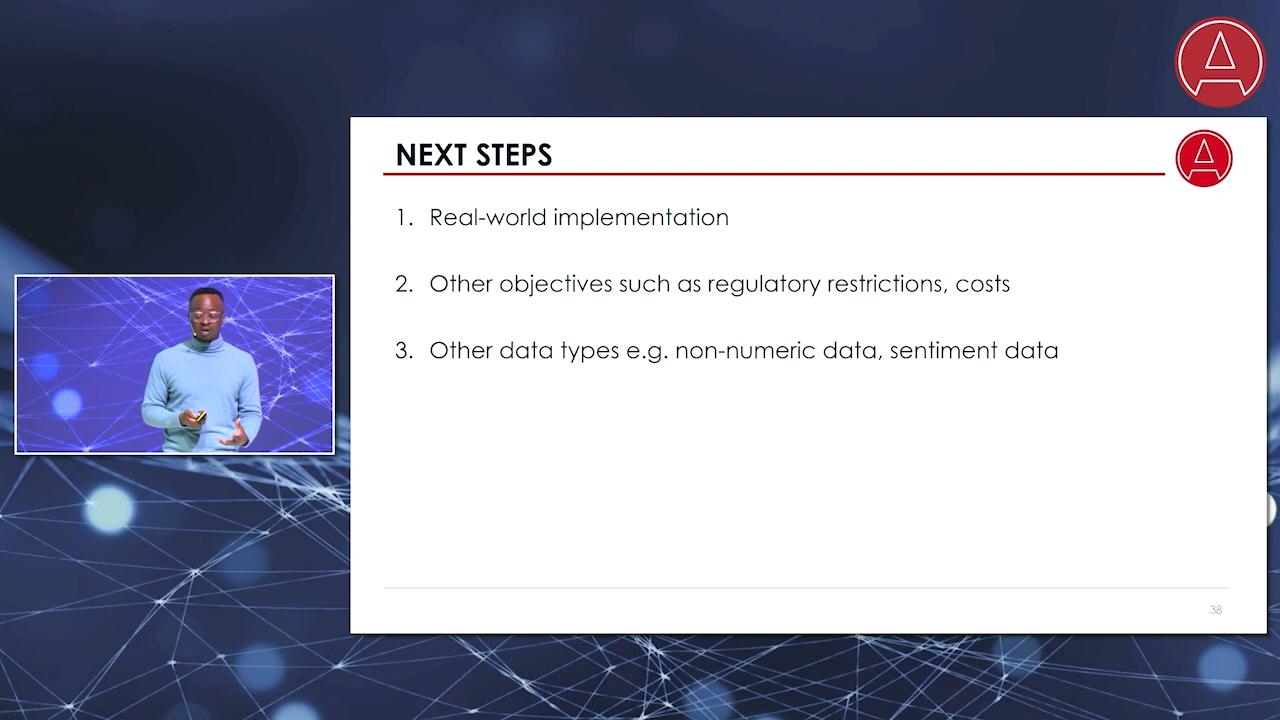 NEXT STEPS
1. Real-world implementation
2. Other objectives such as regulatory restrictions, costs
3. Other data types e.g. non-numeric data, sentiment data
38